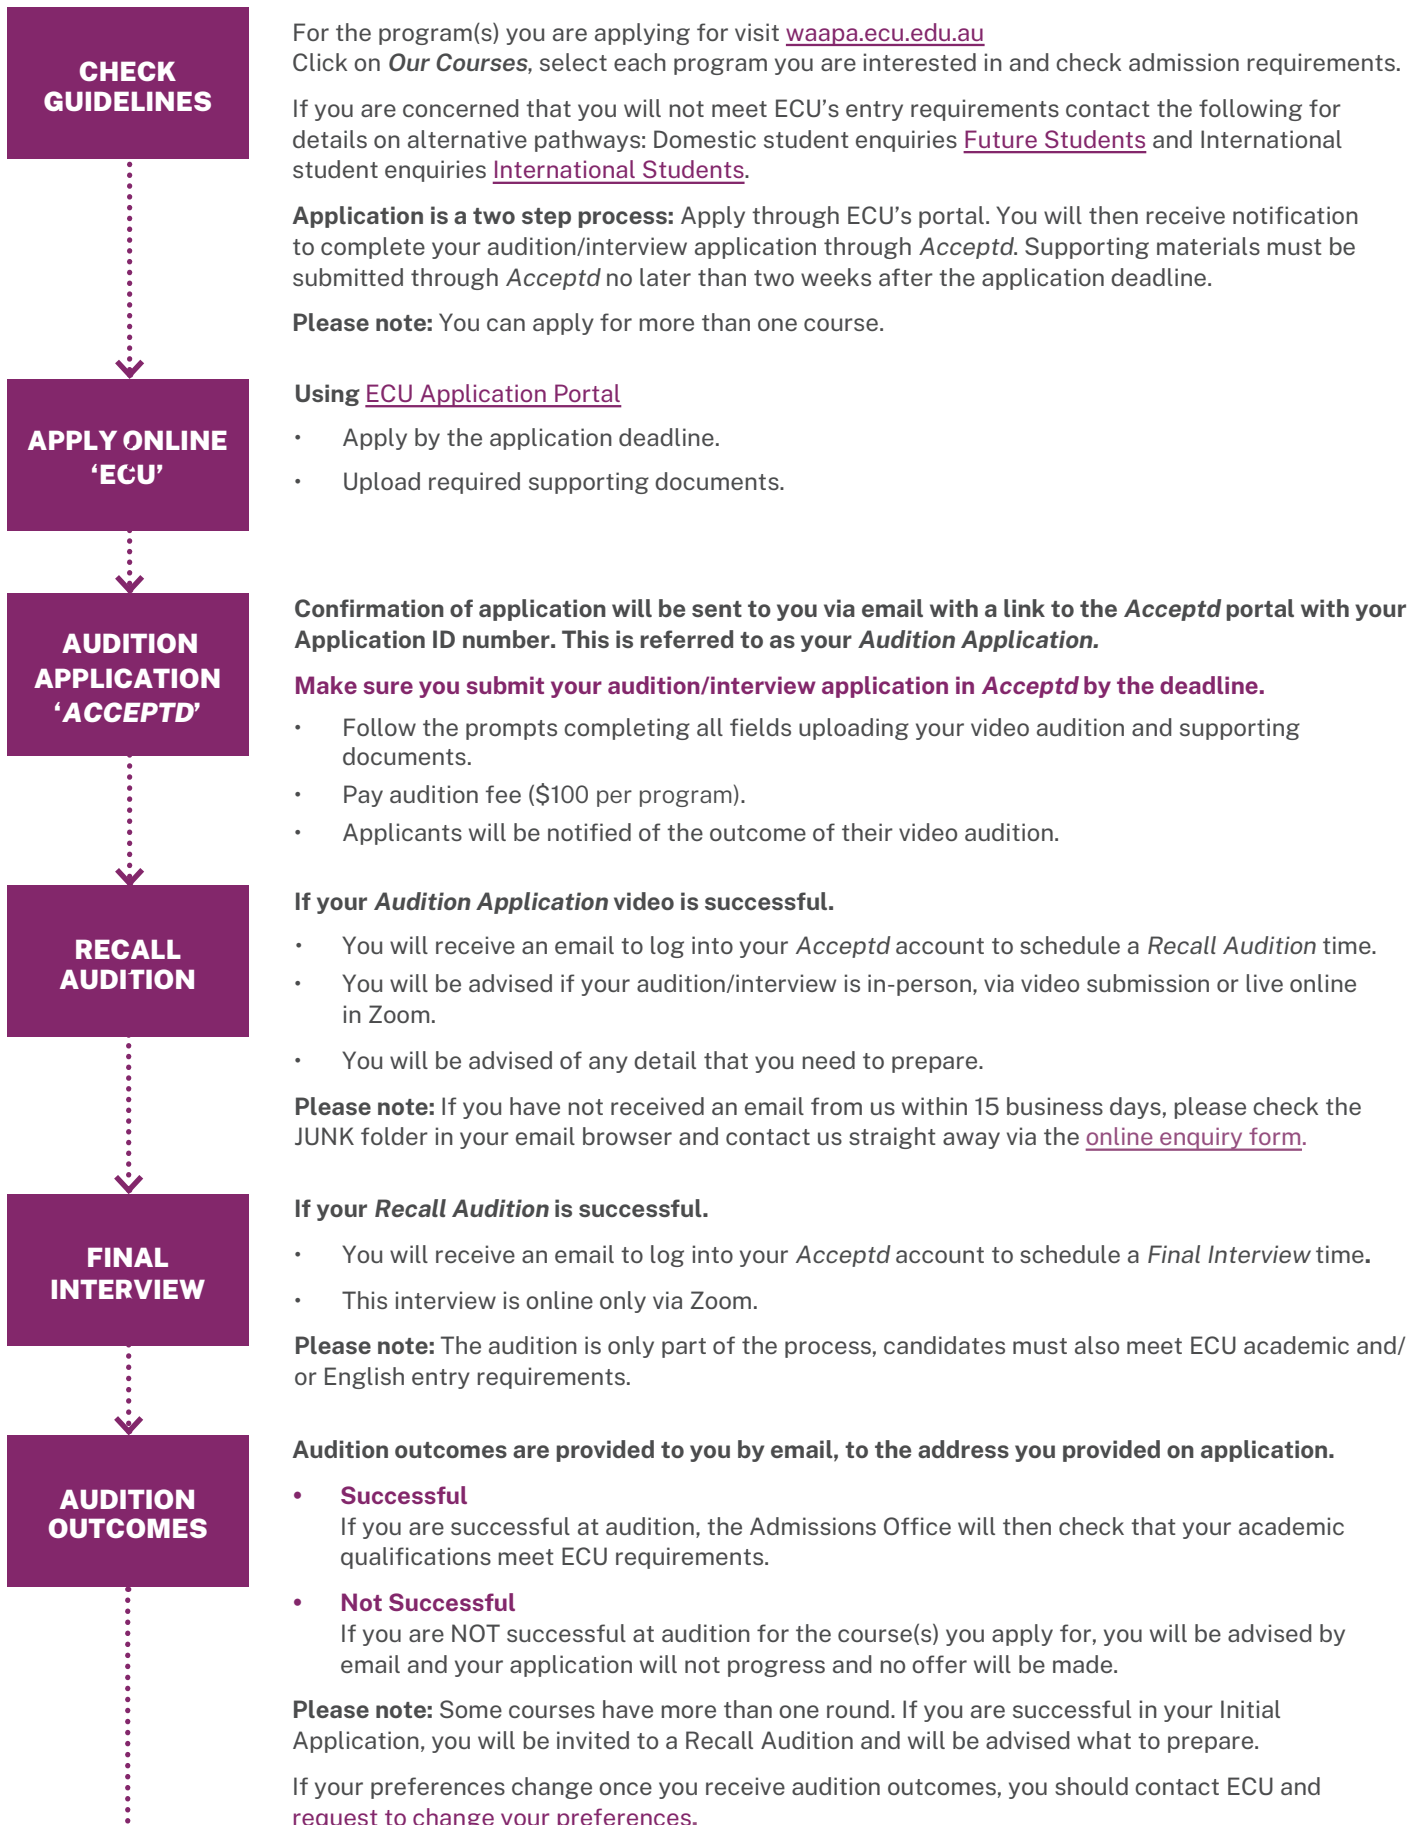 CHECK
GUIDELINES
For the program(s) you are applying for visit waapa.ecu.edu.au
Click on Our Courses, select each program you are interested in and check admission requirements.
If you are concerned that you will not meet ECU's entry requirements contact the following for
details on alternative pathways: Domestic student enquiries Future Students and International
student enquiries International Students.
Application is a two step process: Apply through ECU's portal. You will then receive notification
to complete your audition/interview application through Acceptd. Supporting materials must be
submitted through Acceptd no later than two weeks after the application deadline.
Please note: You can apply for more than one course.
APPLY ONLINE
‘ECU’
Using ECU Application Portal
• Apply by the application deadline.
• Upload required supporting documents.
AUDITION
APPLICATION
‘ACCEPTD’
Confirmation of application will be sent to you via email with a link to the Acceptd portal with your
Application ID number. This is referred to as your Audition Application.
Make sure you submit your audition/interview application in Acceptd by the deadline.
• Follow the prompts completing all fields uploading your video audition and supporting
documents.
• Pay audition fee ($100 per program).
• Applicants will be notified of the outcome of their video audition.
RECALL
AUDITION
If your Audition Application video is successful.
• You will receive an email to log into your Acceptd account to schedule a Recall Audition time.
• You will be advised if your audition/interview is in-person, via video submission or live online
in Zoom.
• You will be advised of any detail that you need to prepare.
Please note: If you have not received an email from us within 15 business days, please check the
JUNK folder in your email browser and contact us straight away via the online enquiry form.
FINAL
INTERVIEW
If your Recall Audition is successful.
• You will receive an email to log into your Acceptd account to schedule a Final Interview time.
• This interview is online only via Zoom.
Please note: The audition is only part of the process, candidates must also meet ECU academic and/
or English entry requirements.
AUDITION
OUTCOMES
Audition outcomes are provided to you by email, to the address you provided on application.
• Successful
If you are successful at audition, the Admissions Office will then check that your academic
qualifications meet ECU requirements.
• Not Successful
If you are NOT successful at audition for the course(s) you apply for, you will be advised by
email and your application will not progress and no offer will be made.
Please note: Some courses have more than one round. If you are successful in your Initial
Application, you will be invited to a Recall Audition and will be advised what to prepare.
If your preferences change once you receive audition outcomes, you should contact ECU and
request to change your preferences.